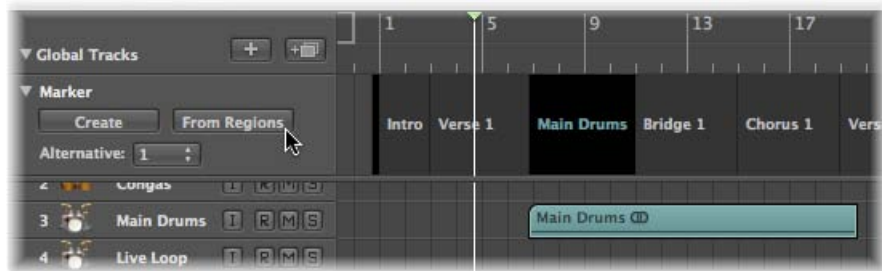 1 5 9 13 17
Global Tracks
Marker
Create From Regions
Intro Verse 1 Main Drums Bridge 1 Chorus 1 Vers
Alternative: 1
2 Congas I R M S
3 Main Drums I R M S
Main Drums
4 Live Loop I R M S